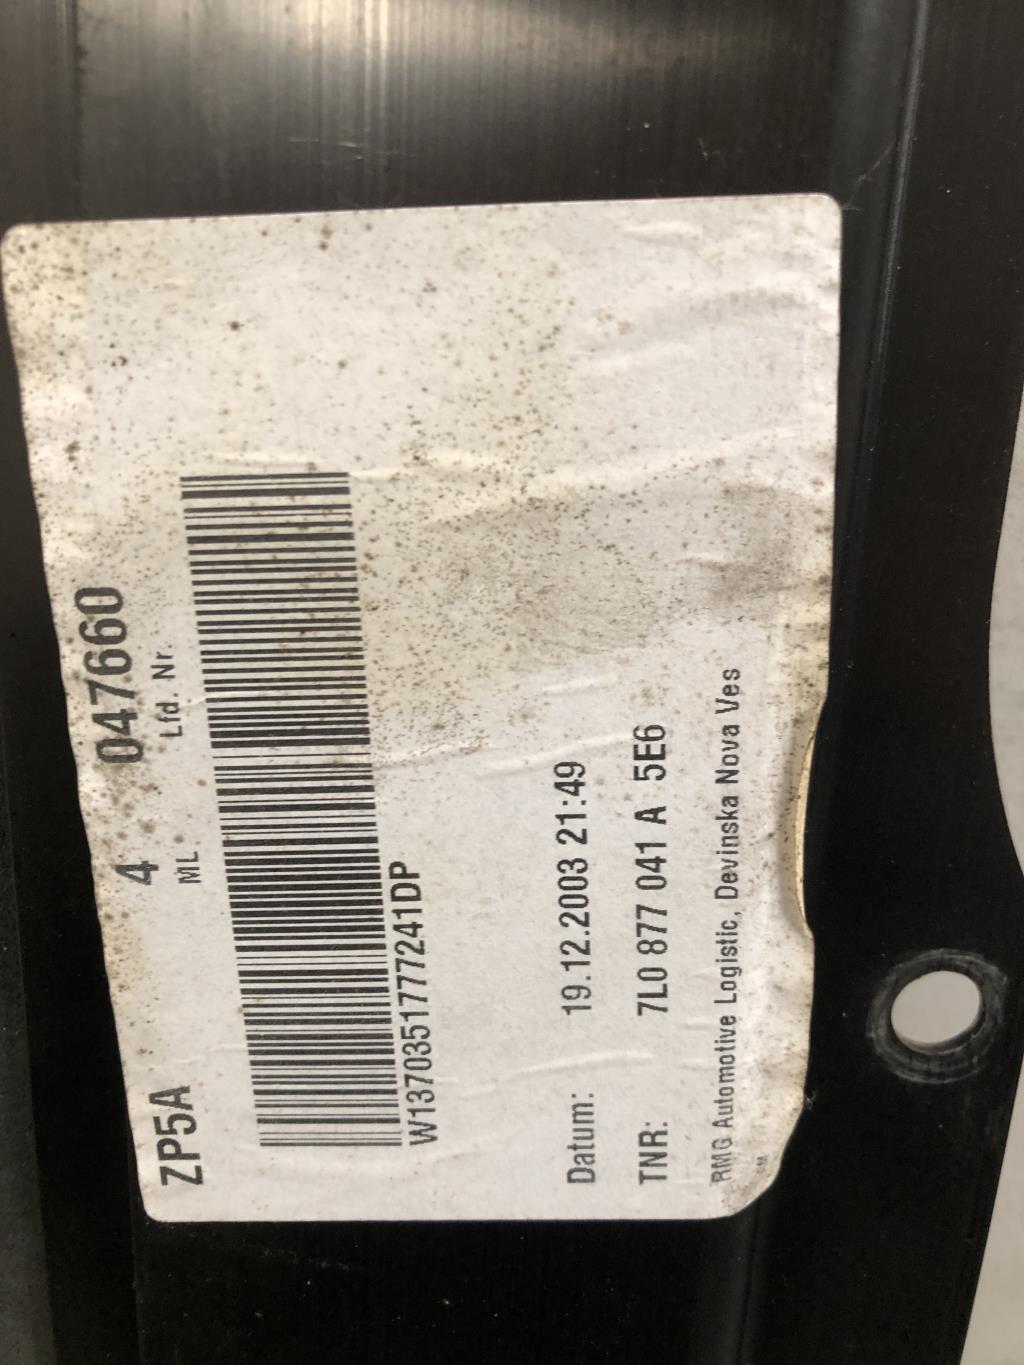 ZP5A 4 047660
ML Lfd. Nr.
W1370351777241DP
Datum: 19.12.2003 21:49
TNR: 7L0 877 041 A 5E6
RMG Automotive Logistic, Devinska Nova Ves